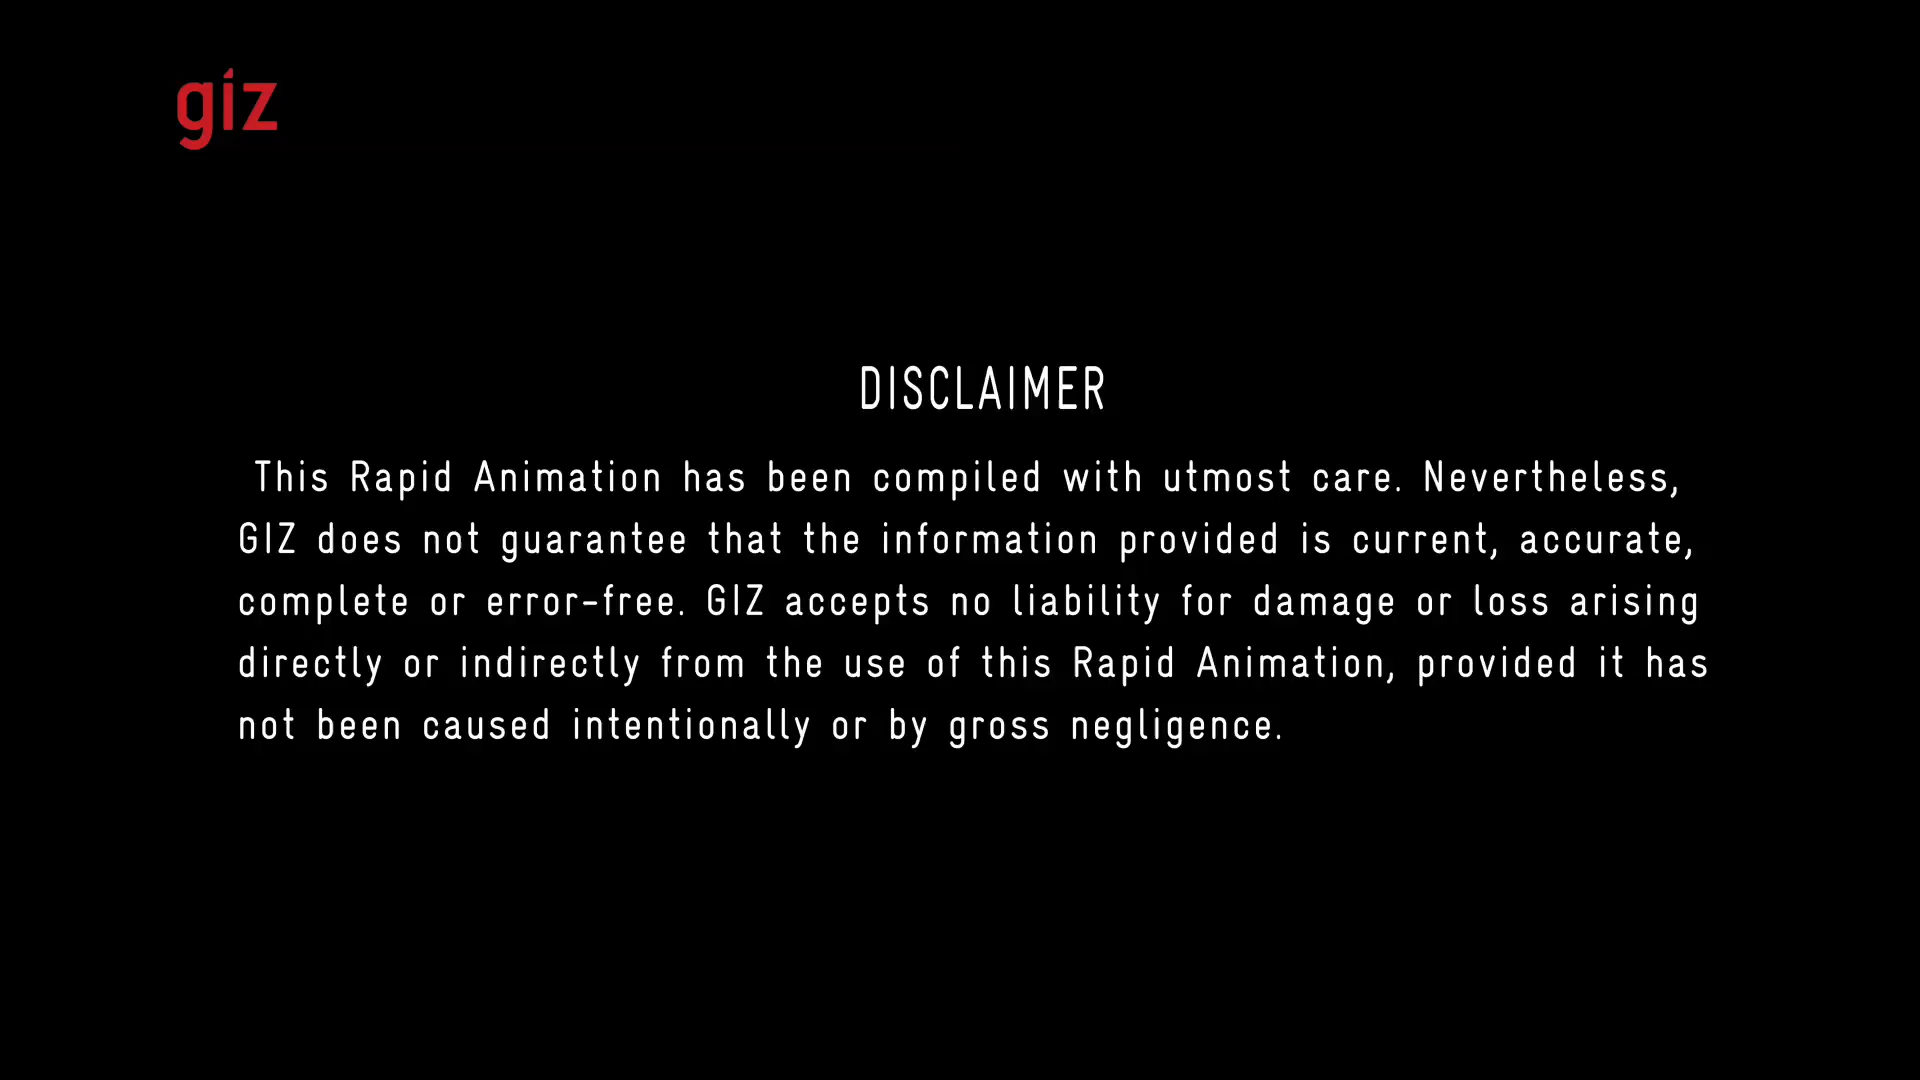 giz
DISCLAIMER
This Rapid Animation has been compiled with utmost care. Nevertheless,
GIZ does not guarantee that the information provided is current, accurate,
complete or error-free. GIZ accepts no liability for damage or loss arising
directly or indirectly from the use of this Rapid Animation, provided it has
not been caused intentionally or by gross negligence.